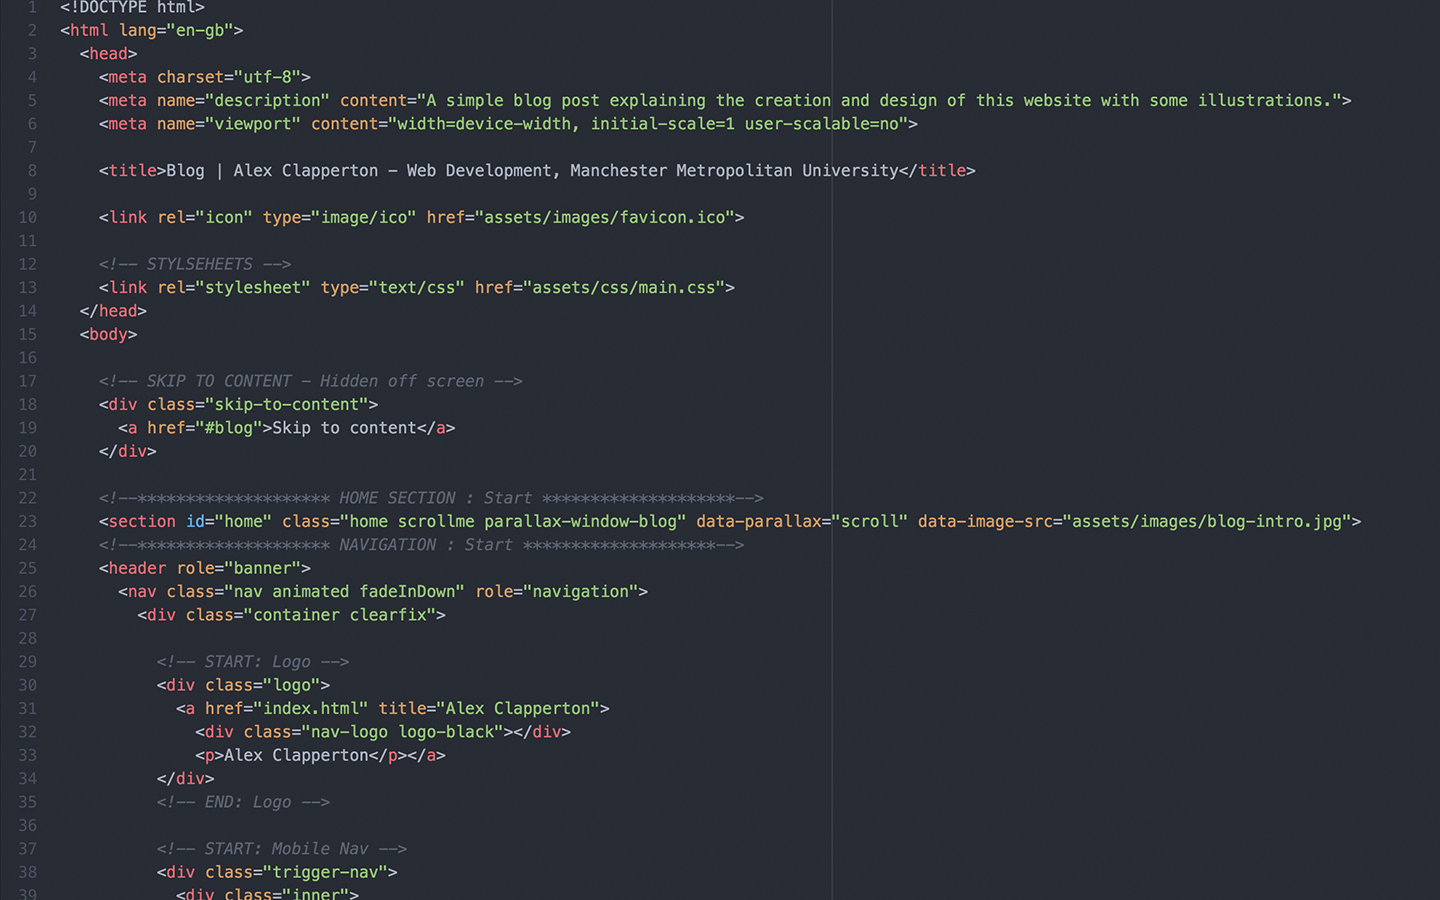 1 <!DOCTYPE html>
2 <html lang="en-gb">
3 <head>
4 <meta charset="utf-8">
5 <meta name="description" content="A simple blog post explaining the creation and design of this website with some illustrations.">
6 <meta name="viewport" content="width=device-width, initial-scale=1 user-scalable=no">
7
8 <title>Blog | Alex Clapperton – Web Development, Manchester Metropolitan University</title>
9
10 <link rel="icon" type="image/ico" href="assets/images/favicon.ico">
11
12 <!-- STYLSEHEETS -->
13 <link rel="stylesheet" type="text/css" href="assets/css/main.css">
14 </head>
15 <body>
16
17 <!-- SKIP TO CONTENT – Hidden off screen -->
18 <div class="skip-to-content">
19 <a href="#blog">Skip to content</a>
20 </div>
21
22 <!--******************** HOME SECTION : Start ********************-->
23 <section id="home" class="home scrollme parallax-window-blog" data-parallax="scroll" data-image-src="assets/images/blog-intro.jpg">
24 <!--******************** NAVIGATION : Start ********************-->
25 <header role="banner">
26 <nav class="nav animated fadeInDown" role="navigation">
27 <div class="container clearfix">
28
29 <!-- START: Logo -->
30 <div class="logo">
31 <a href="index.html" title="Alex Clapperton">
32 <div class="nav-logo logo-black"></div>
33 <p>Alex Clapperton</p></a>
34 </div>
35 <!-- END: Logo -->
36
37 <!-- START: Mobile Nav -->
38 <div class="trigger-nav">
39 <div class="inner">